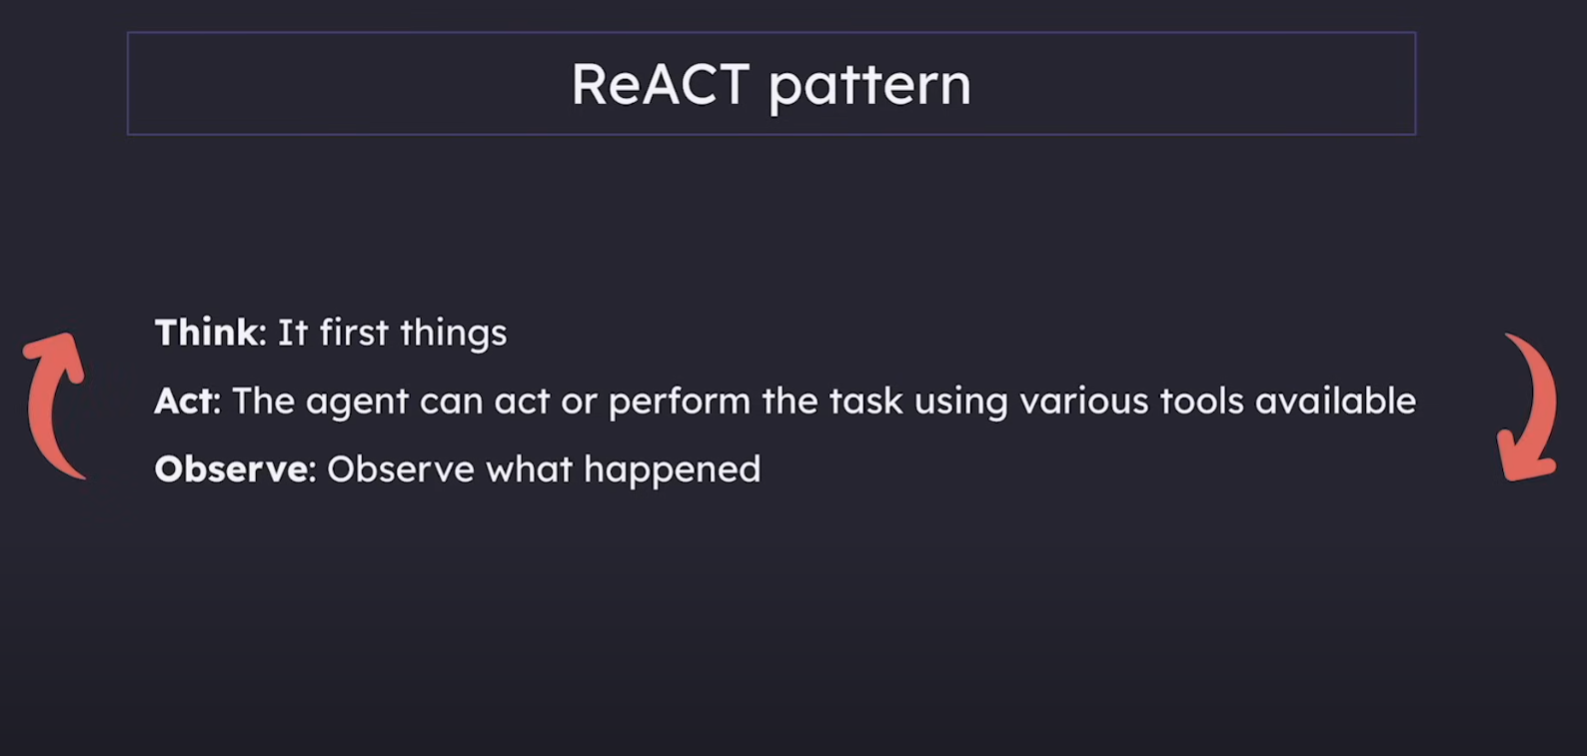 ReACT pattern
Think: It first things
Act: The agent can act or perform the task using various tools available
Observe: Observe what happened